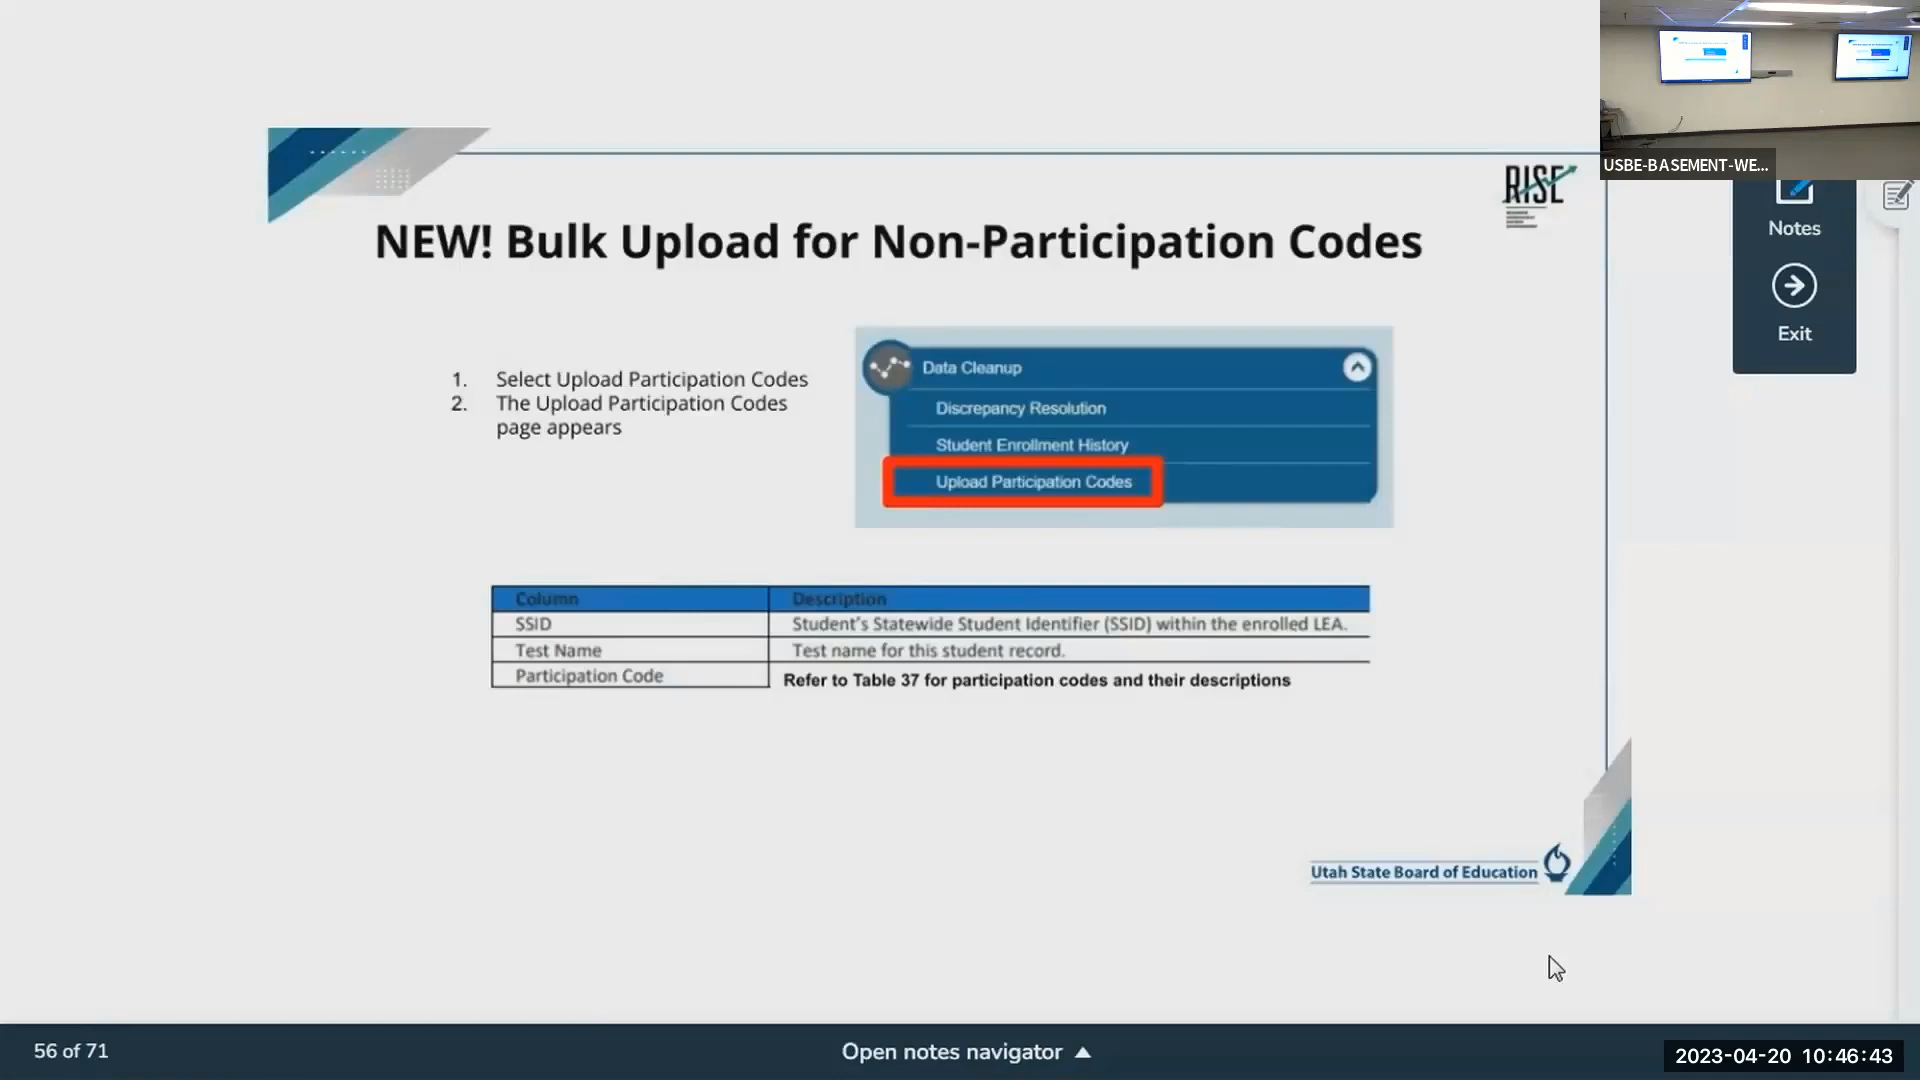 USBE-BASEMENT-WE...
RISE
Notes
NEW! Bulk Upload for Non-Participation Codes
Exit
1. Select Upload Participation Codes
2. The Upload Participation Codes
page appears
Data Cleanup
Discrepancy Resolution
Student Enrollment History
Upload Participation Codes
Column Description
SSID Student's Statewide Student Identifier (SSID) within the enrolled LEA.
Test Name Test name for this student record.
Participation Code Refer to Table 37 for participation codes and their descriptions
Utah State Board of Education
56 of 71
Open notes navigator
2023-04-20 10:46:43